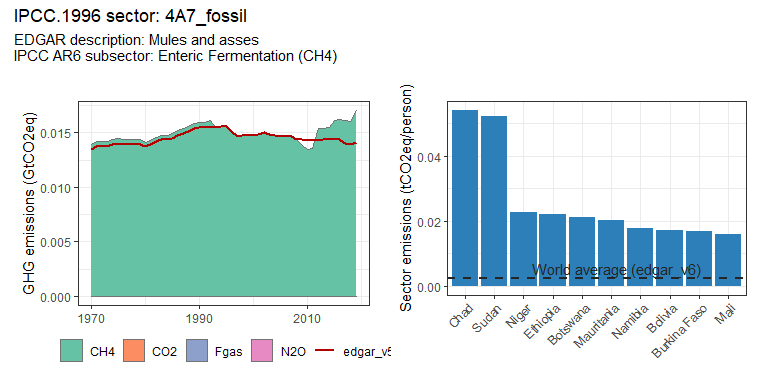 IPCC.1996 sector: 4A7_fossil
EDGAR description: Mules and asses
IPCC AR6 subsector: Enteric Fermentation (CH4)
GHG emissions (GtCO2eq)
0.015
0.010
0.005
0.000
1970
1990
2010
CH4
CO2
Fgas
N2O
edgar_v5
Sector emissions (tCO2eq/person)
0.04
0.02
0.00
World average (edgar_v6)
Chad
Sudan
Niger
Ethiopia
Botswana
Mauritania
Namibia
Bolivia
Burkina Faso
Mali